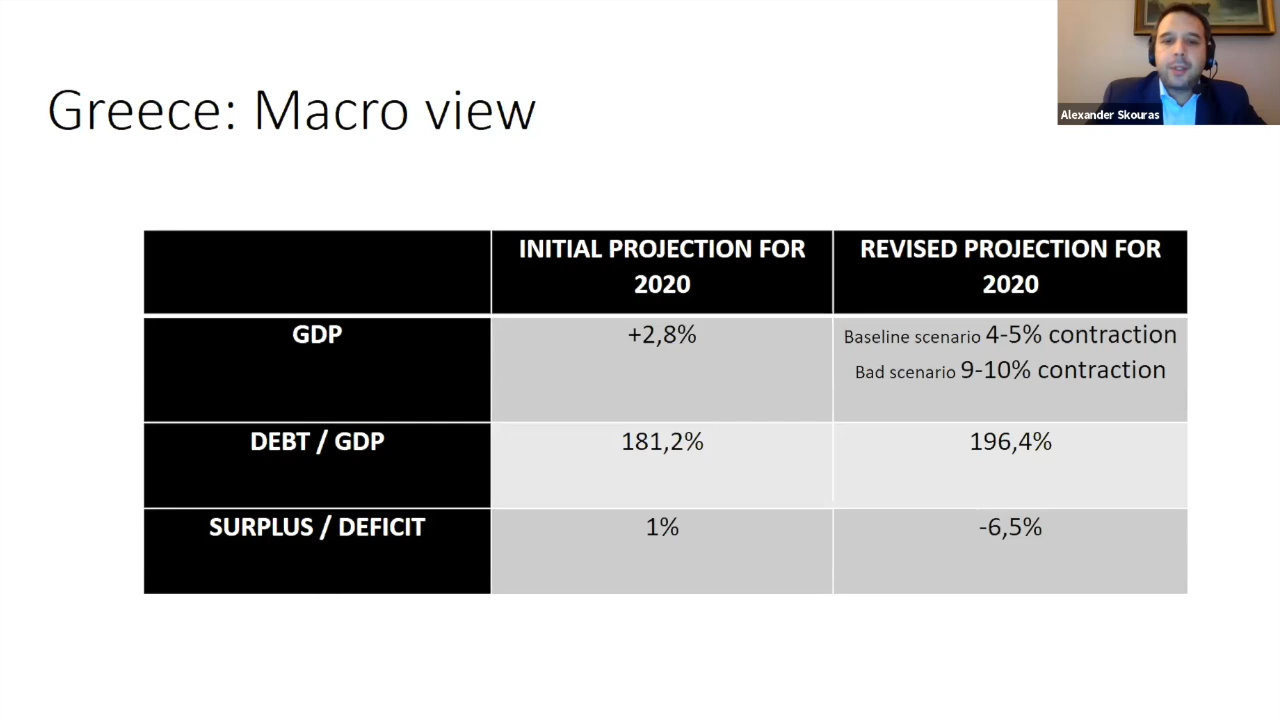 Greece: Macro view
Alexander Skouras
INITIAL PROJECTION FOR
2020
REVISED PROJECTION FOR
2020
GDP
+2,8%
Baseline scenario 4-5% contraction
Bad scenario 9-10% contraction
DEBT / GDP
181,2%
196,4%
SURPLUS / DEFICIT
1%
-6,5%